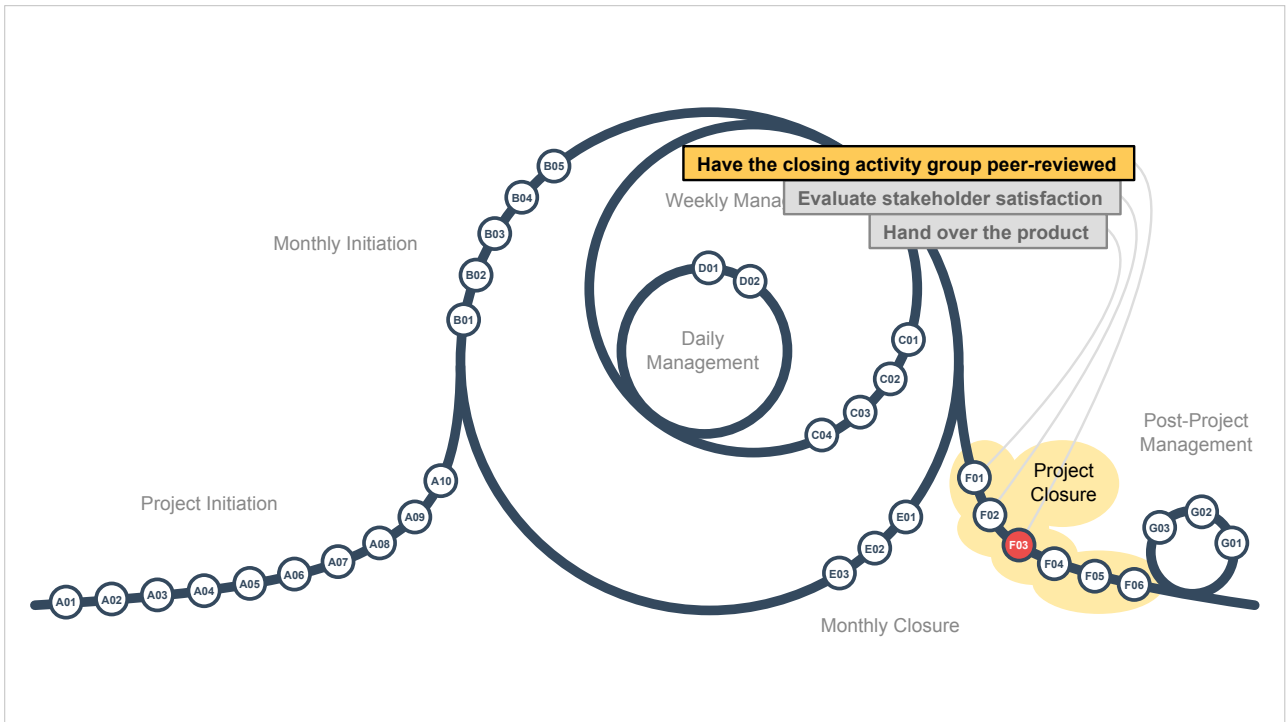 Have the closing activity group peer-reviewed
Evaluate stakeholder satisfaction
Hand over the product
Weekly Mana
Monthly Initiation
Daily
Management
Project Initiation
Monthly Closure
Project
Closure
Post-Project
Management
A01
A02
A03
A04
A05
A06
A07
A08
A09
A10
B01
B02
B03
B04
B05
C01
C02
C03
C04
D01
D02
E01
E02
E03
F01
F02
F03
F04
F05
F06
G01
G02
G03